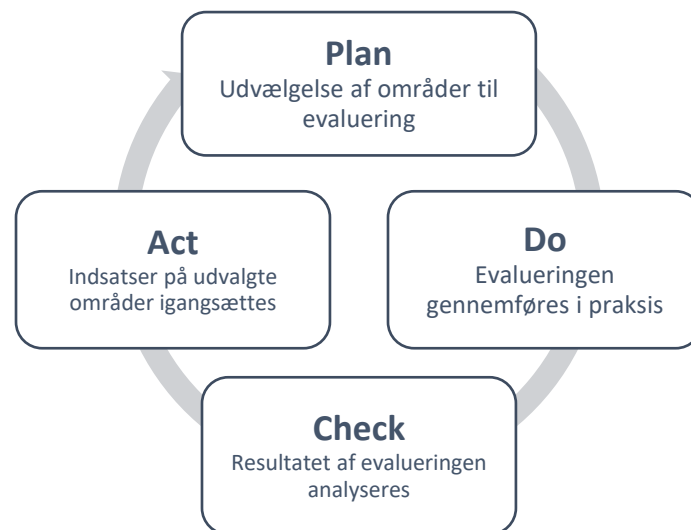 Plan
Udvælgelse af områder til
evaluering
Do
Evalueringen
gennemføres i praksis
Check
Resultatet af evalueringen
analyseres
Act
Indsatser på udvalgte
områder igangsættes